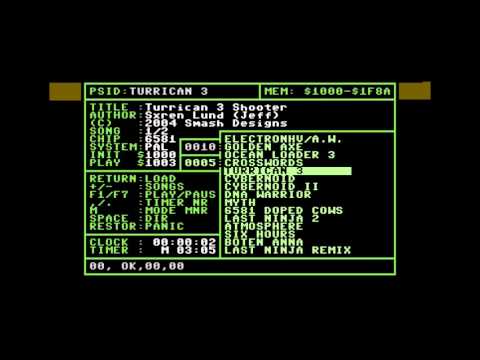 PSID:TURRICAN 3 MEM: $1000-$1F8A
TITLE :Turrican 3 Shooter
AUTHOR:Sxren Lund (Jeff)
(C) :2004 Smash Designs
SONG :1/2
CHIP :6581
SYSTEM:PAL 0010
INIT $1000
PLAY $1003 0005
ELECTRONHV/A.W.
GOLDEN AXE
OCEAN LOADER 3
CROSSWORDS
TURRICAN 3
CYBERNOID
CYBERNOID II
DNA WARRIOR
MYTH
6581 DOPED COWS
LAST NINJA 2
ATMOSPHERE
SIX HOURS
BOTEN ANNA
LAST NINJA REMIX
RETURN:LOAD
+/- :SONGS
F1/F7 :PLAY/PAUS
,/. :TIMER NR
M :MODE MNR
SPACE :DIR
RESTOR:PANIC
CLOCK : 00:00:02
TIMER : M 03:05
00, OK,00,00